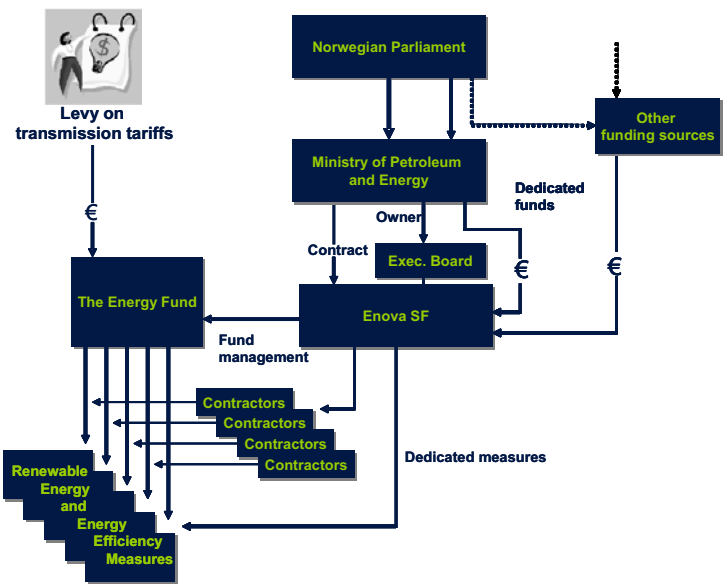 $
Norwegian Parliament
Levy on
transmission tariffs
Other
funding sources
Ministry of Petroleum
and Energy
Dedicated
funds
Owner
€
Contract
Exec. Board
€
€
The Energy Fund
Enova SF
Fund
management
Contractors
Contractors
Contractors
Contractors
Dedicated measures
Renewable
Energy
and
Energy
Efficiency
Measures